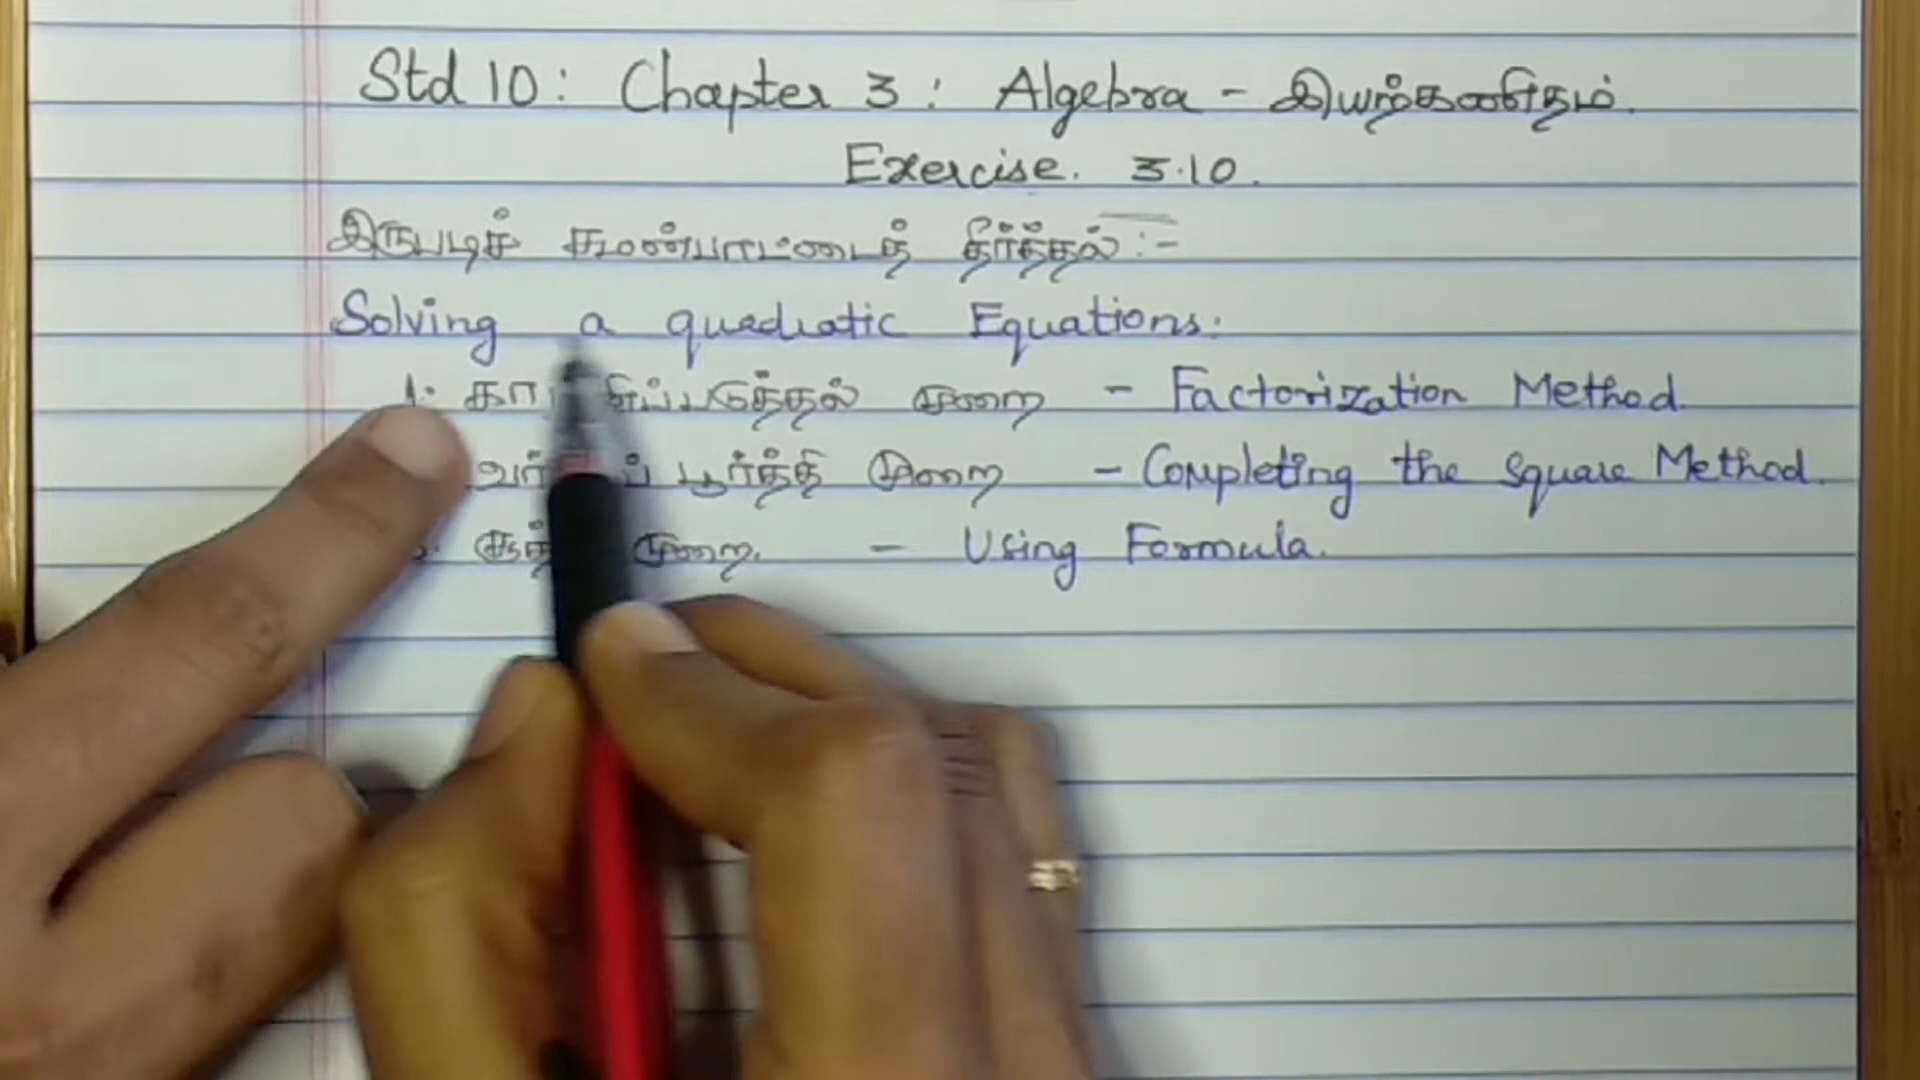 Std 10: Chapter 3: Algebra - இயற்கணிதம்.
Exercise. 3.10.
இருபடிச் சமன்பாட்டைத் தீர்த்தல் :-
Solving a quadratic Equations.
1. முறை - Factorization Method.
பூர்த்தி முறை - Completing the Square Method.
முறை. - Using Formula.